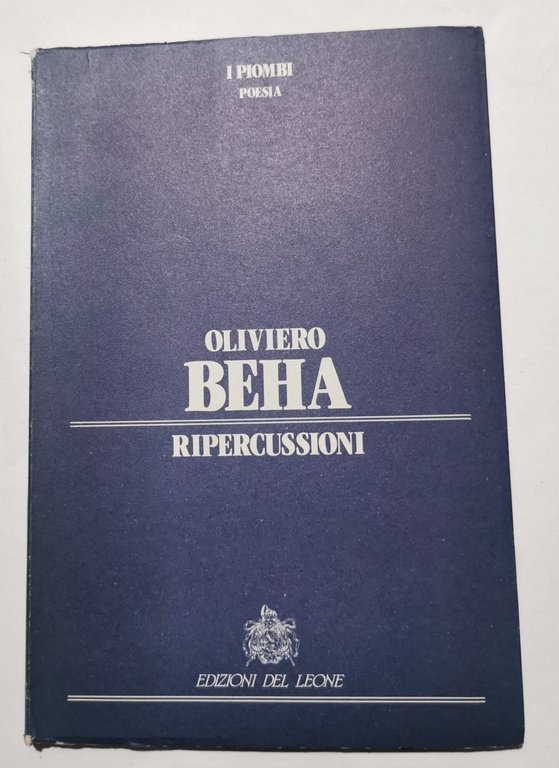 I PIOMBI
POESIA
OLIVIERO
BEHA
RIPERCUSSIONI
EDIZIONI DEL LEONE